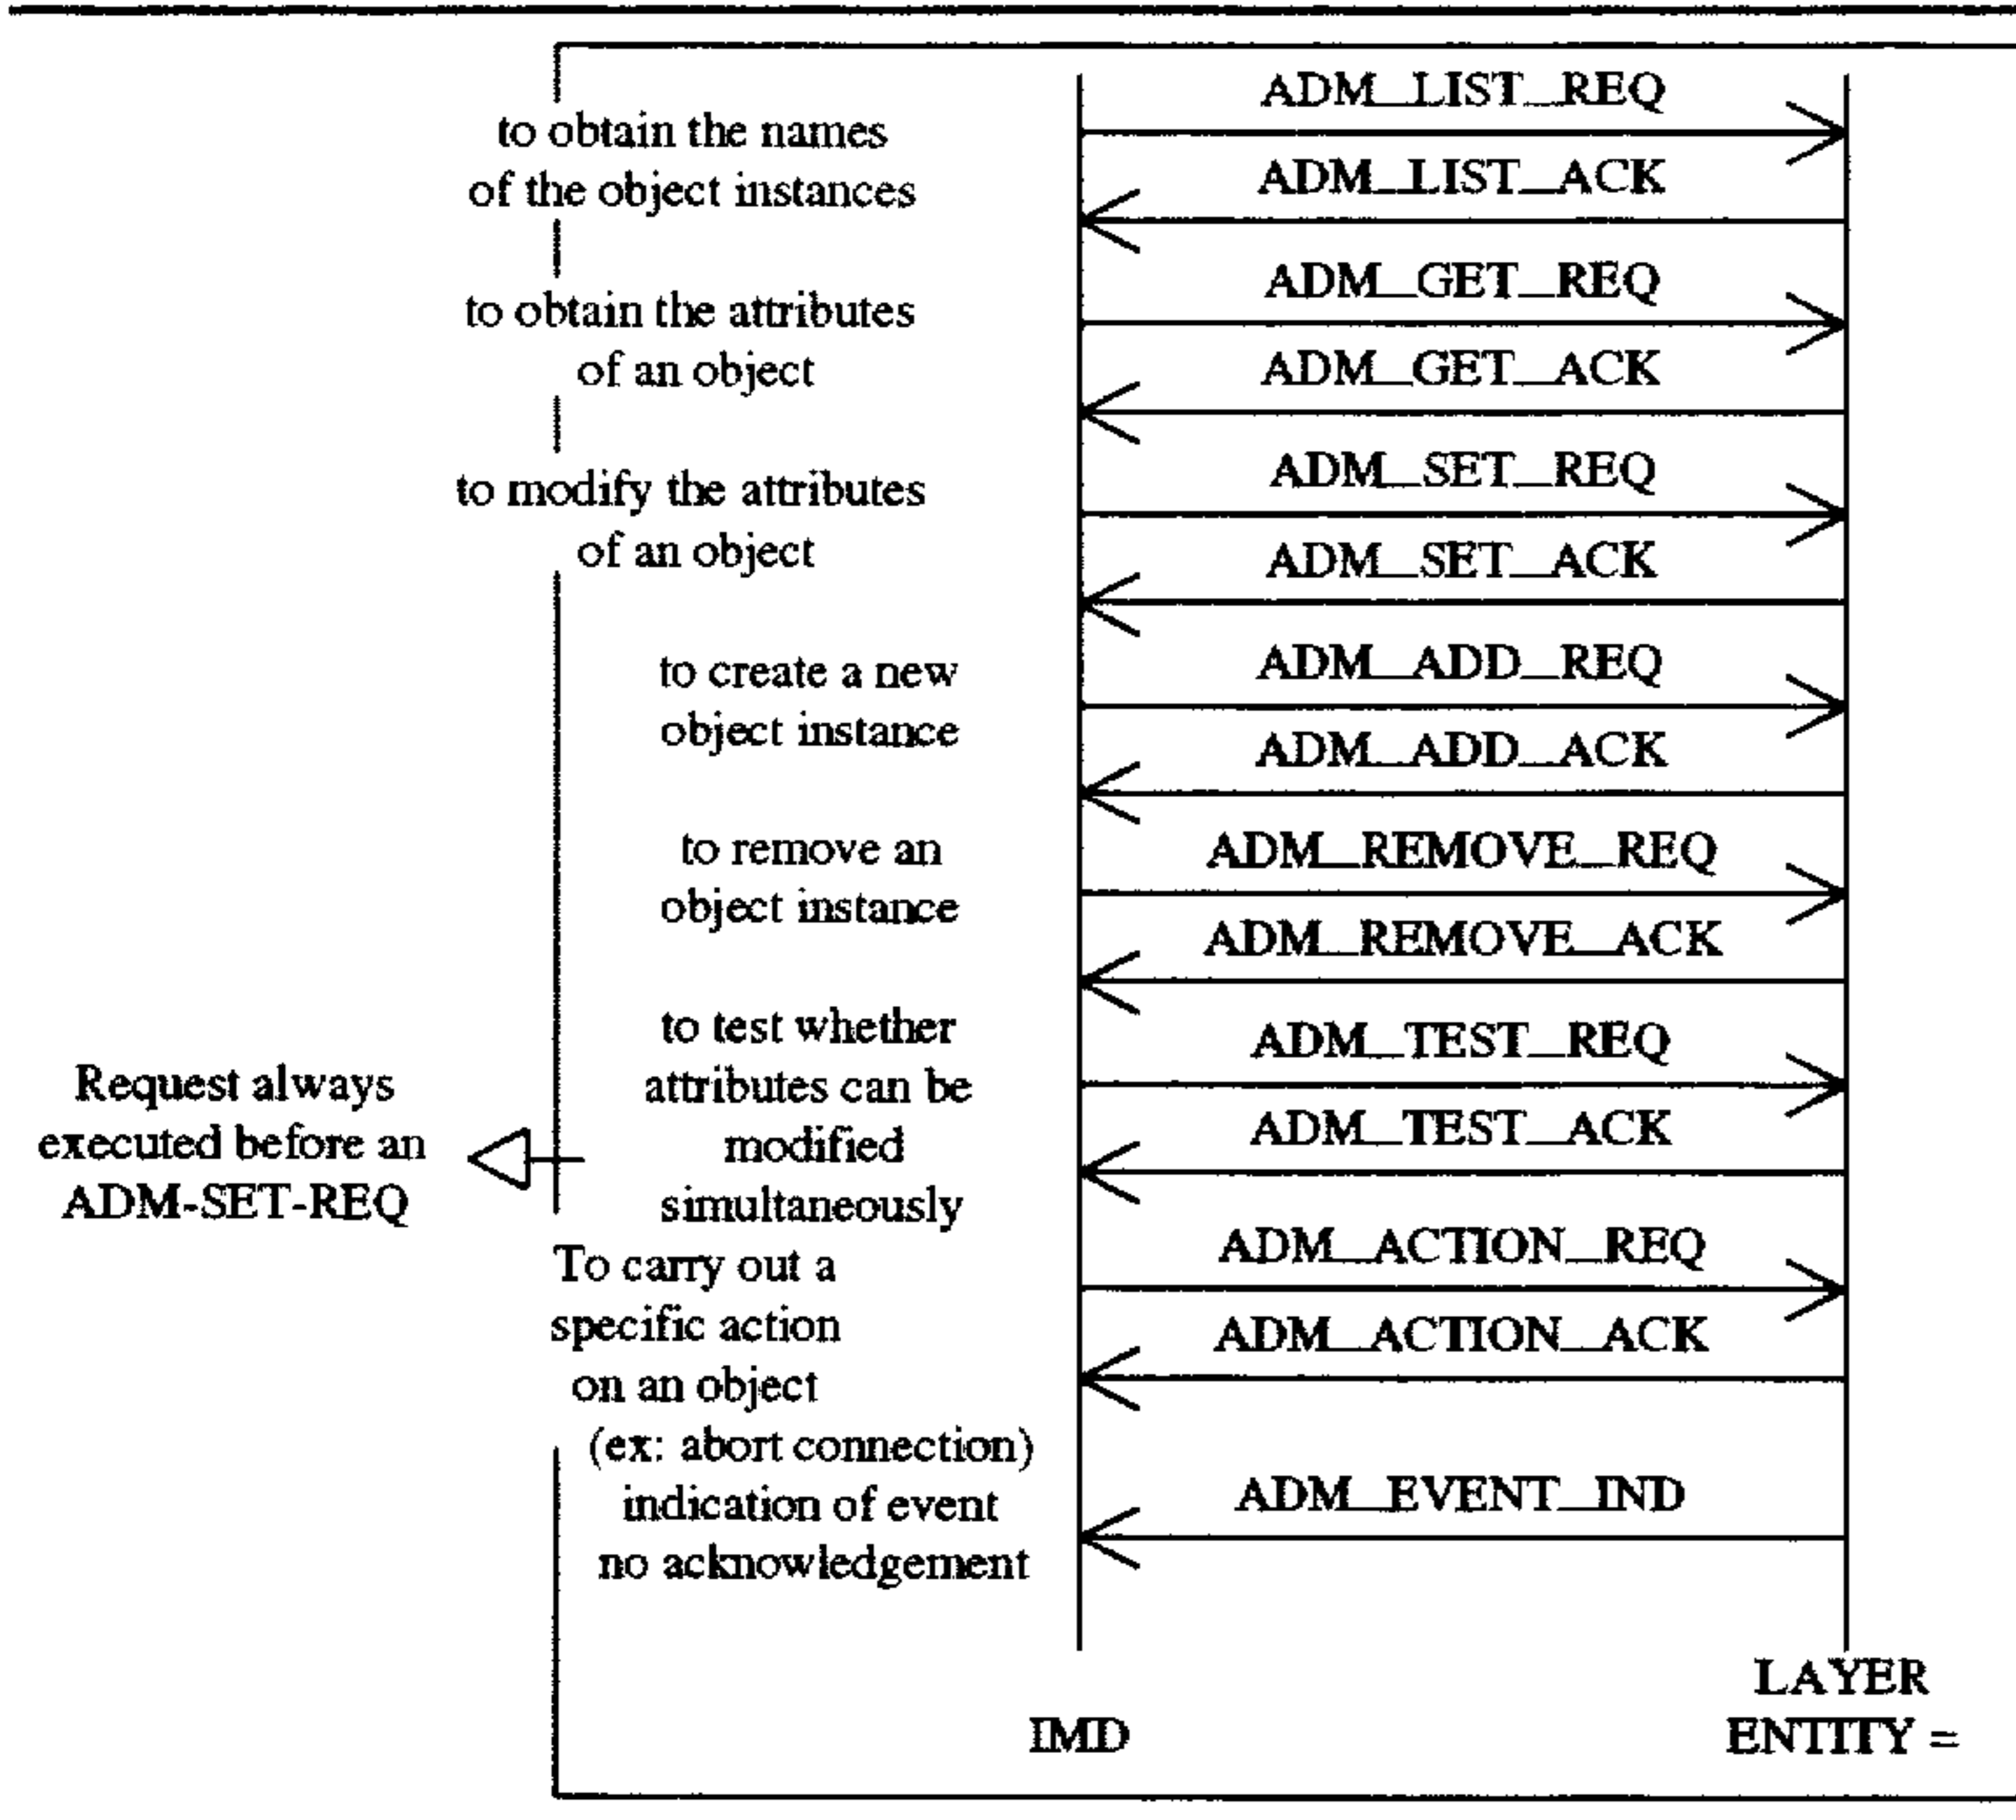 ADM_LIST_REQ
to obtain the names
of the object instances
ADM_LIST_ACK
ADM_GET_REQ
to obtain the attributes
of an object
ADM_GET_ACK
ADM_SET_REQ
to modify the attributes
of an object
ADM_SET_ACK
ADM_ADD_REQ
to create a new
object instance
ADM_ADD_ACK
ADM_REMOVE_REQ
to remove an
object instance
ADM_REMOVE_ACK
ADM_TEST_REQ
to test whether
attributes can be
modified
simultaneously
ADM_TEST_ACK
Request always
executed before an
ADM-SET-REQ
ADM_ACTION_REQ
To carry out a
specific action
on an object
(ex: abort connection)
ADM_ACTION_ACK
indication of event
no acknowledgement
ADM_EVENT_IND
IMD
LAYER
ENTITY =